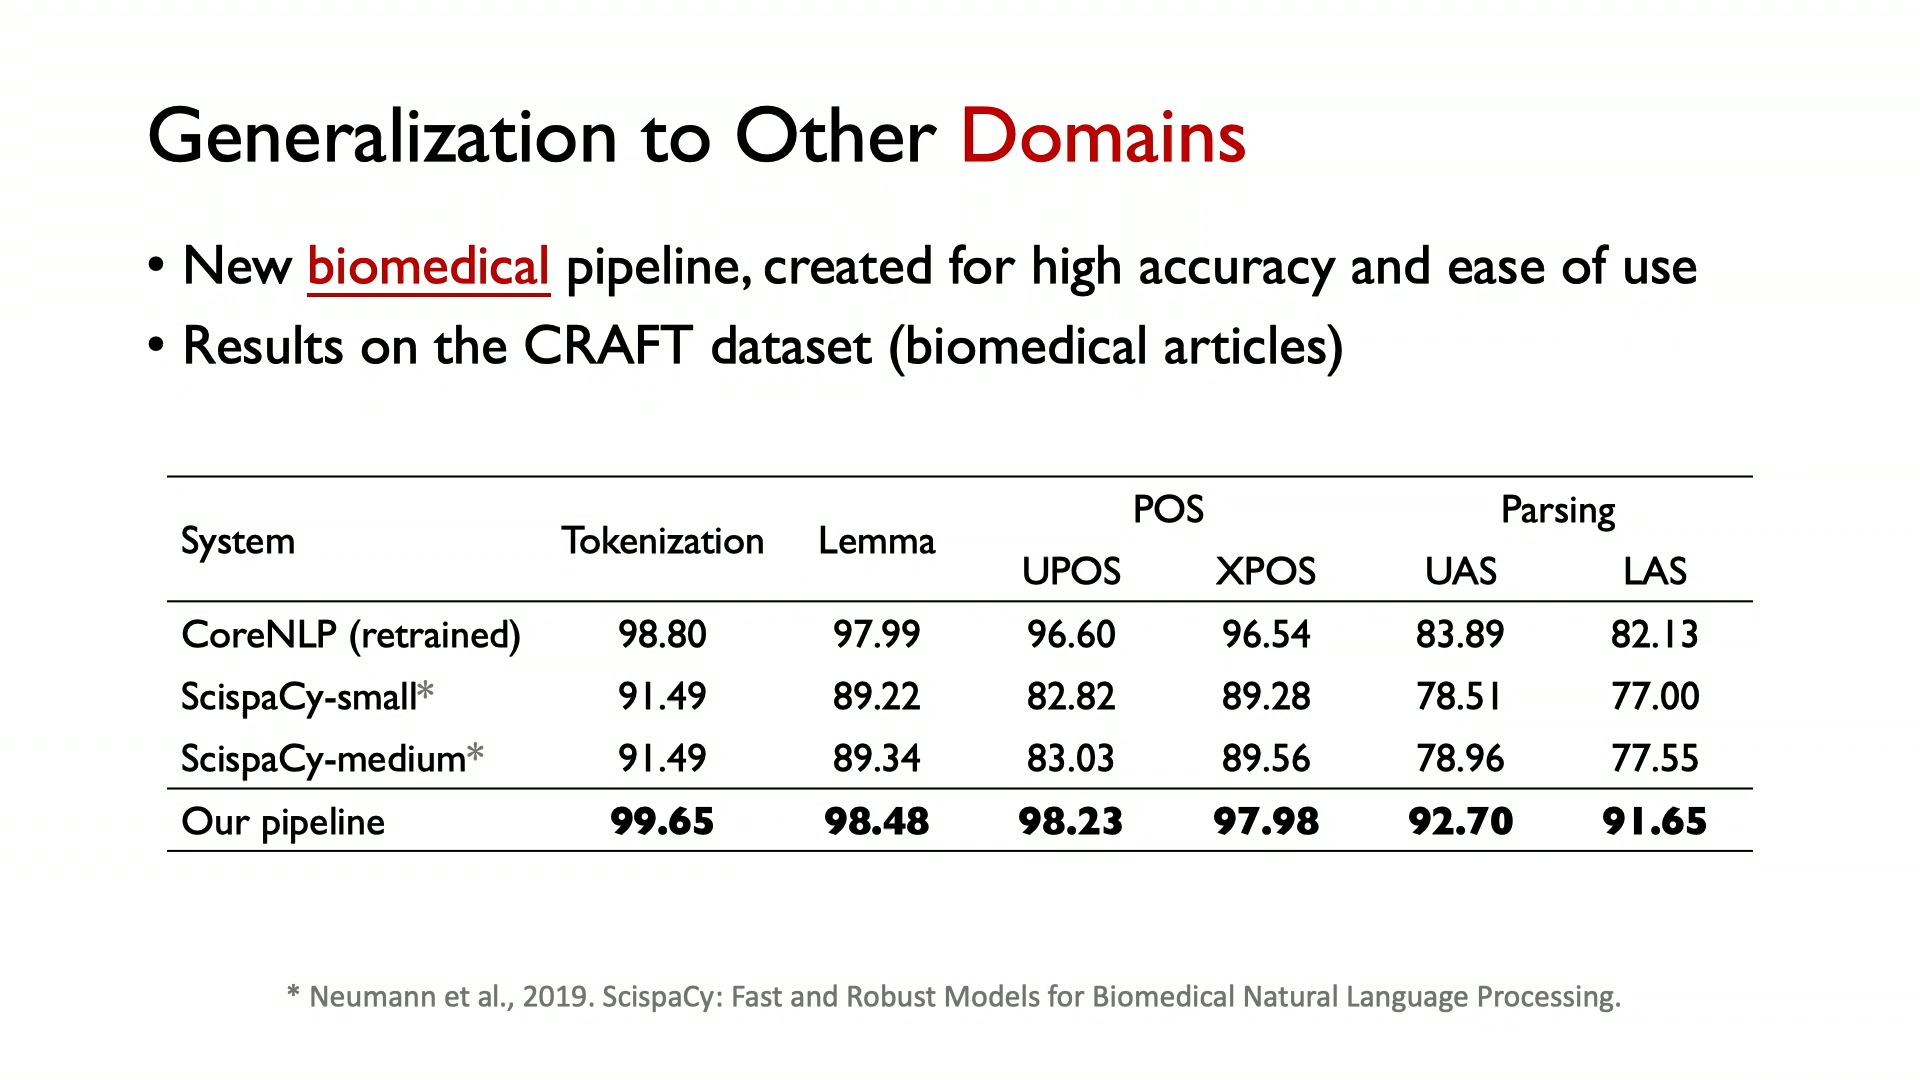 Generalization to Other Domains
• New biomedical pipeline, created for high accuracy and ease of use
• Results on the CRAFT dataset (biomedical articles)
System Tokenization Lemma POS Parsing
UPOS XPOS UAS LAS
CoreNLP (retrained) 98.80 97.99 96.60 96.54 83.89 82.13
ScispaCy-small* 91.49 89.22 82.82 89.28 78.51 77.00
ScispaCy-medium* 91.49 89.34 83.03 89.56 78.96 77.55
Our pipeline 99.65 98.48 98.23 97.98 92.70 91.65
* Neumann et al., 2019. ScispaCy: Fast and Robust Models for Biomedical Natural Language Processing.